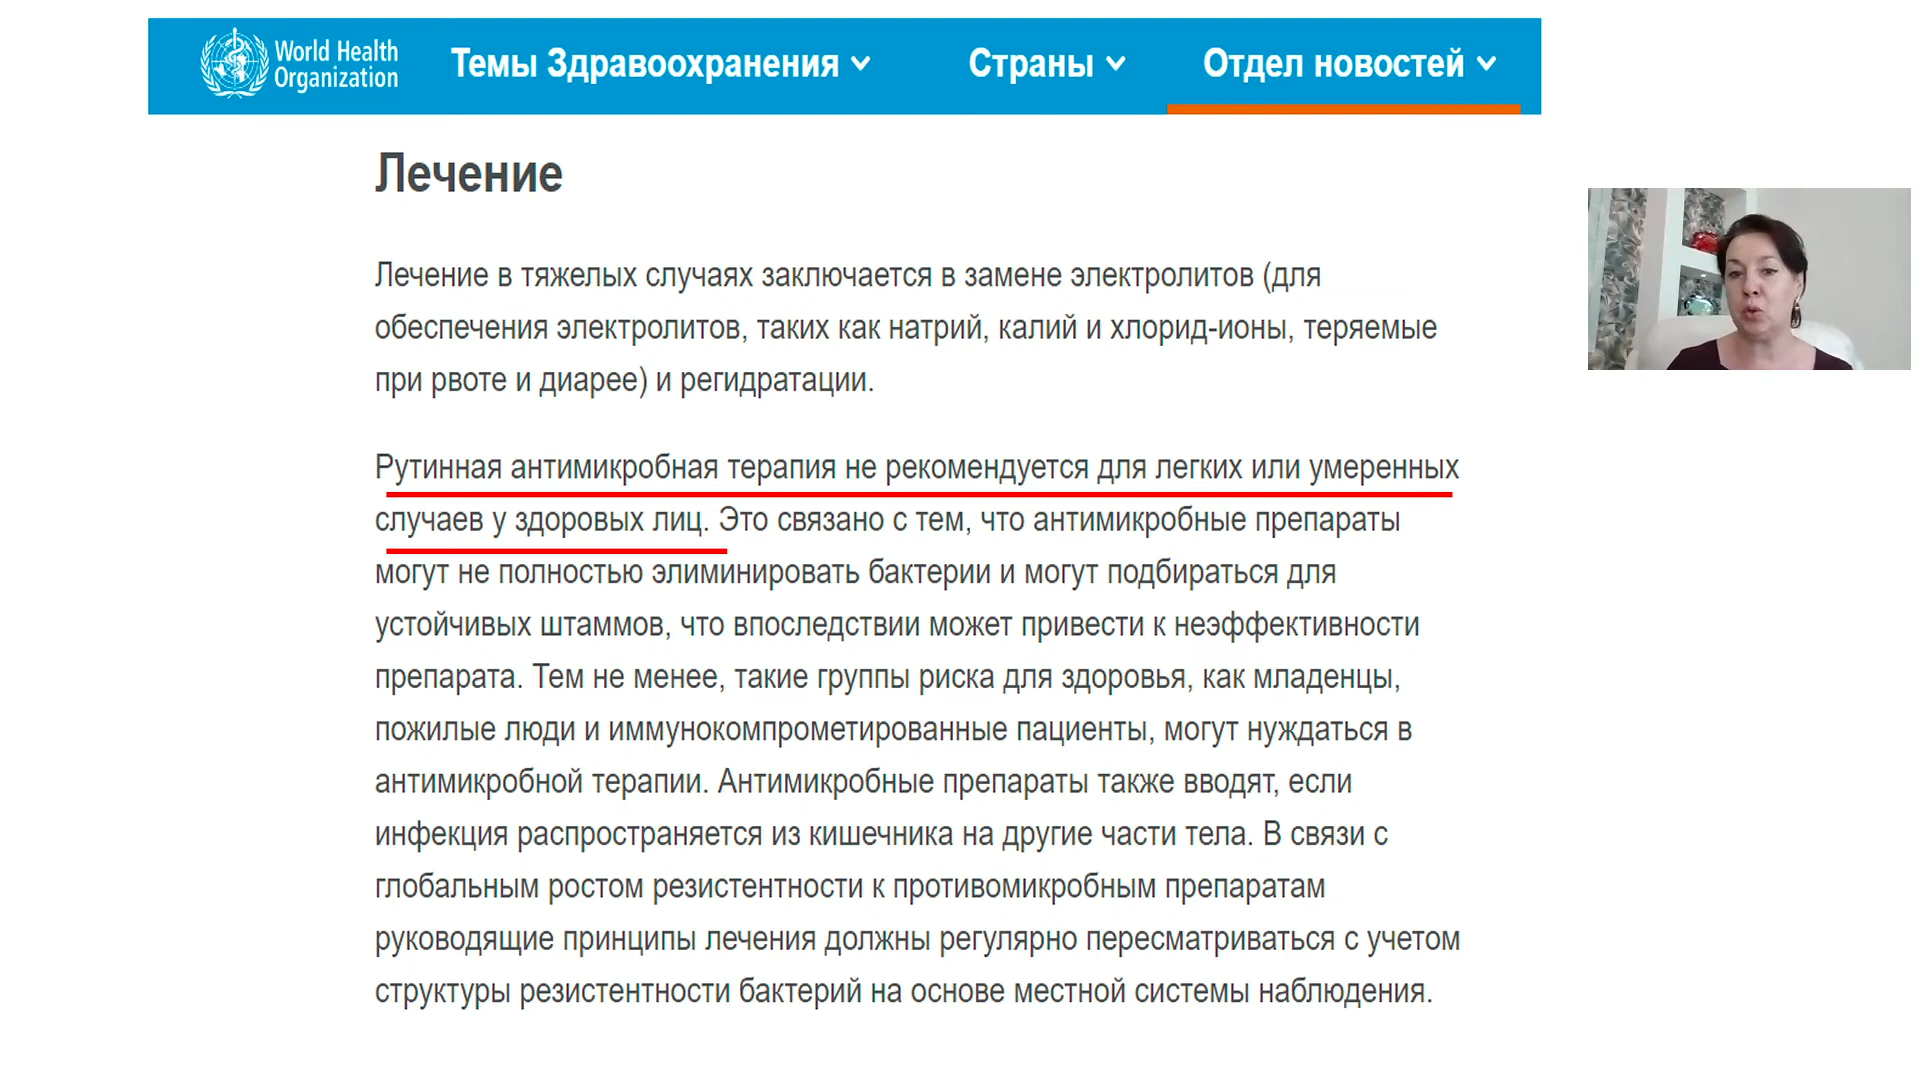 World Health
Organization
Темы Здравоохранения
Страны
Отдел новостей
Лечение
Лечение в тяжелых случаях заключается в замене электролитов (для
обеспечения электролитов, таких как натрий, калий и хлорид-ионы, теряемые
при рвоте и диарее) и регидратации.
Рутинная антимикробная терапия не рекомендуется для легких или умеренных
случаев у здоровых лиц. Это связано с тем, что антимикробные препараты
могут не полностью элиминировать бактерии и могут подбираться для
устойчивых штаммов, что впоследствии может привести к неэффективности
препарата. Тем не менее, такие группы риска для здоровья, как младенцы,
пожилые люди и иммунокомпрометированные пациенты, могут нуждаться в
антимикробной терапии. Антимикробные препараты также вводят, если
инфекция распространяется из кишечника на другие части тела. В связи с
глобальным ростом резистентности к противомикробным препаратам
руководящие принципы лечения должны регулярно пересматриваться с учетом
структуры резистентности бактерий на основе местной системы наблюдения.